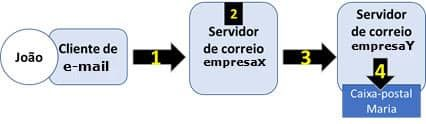 João
Cliente de
e-mail
1
2
Servidor
de correio
empresax
3
Servidor
de correio
empresaY
4
Caixa-postal
Maria